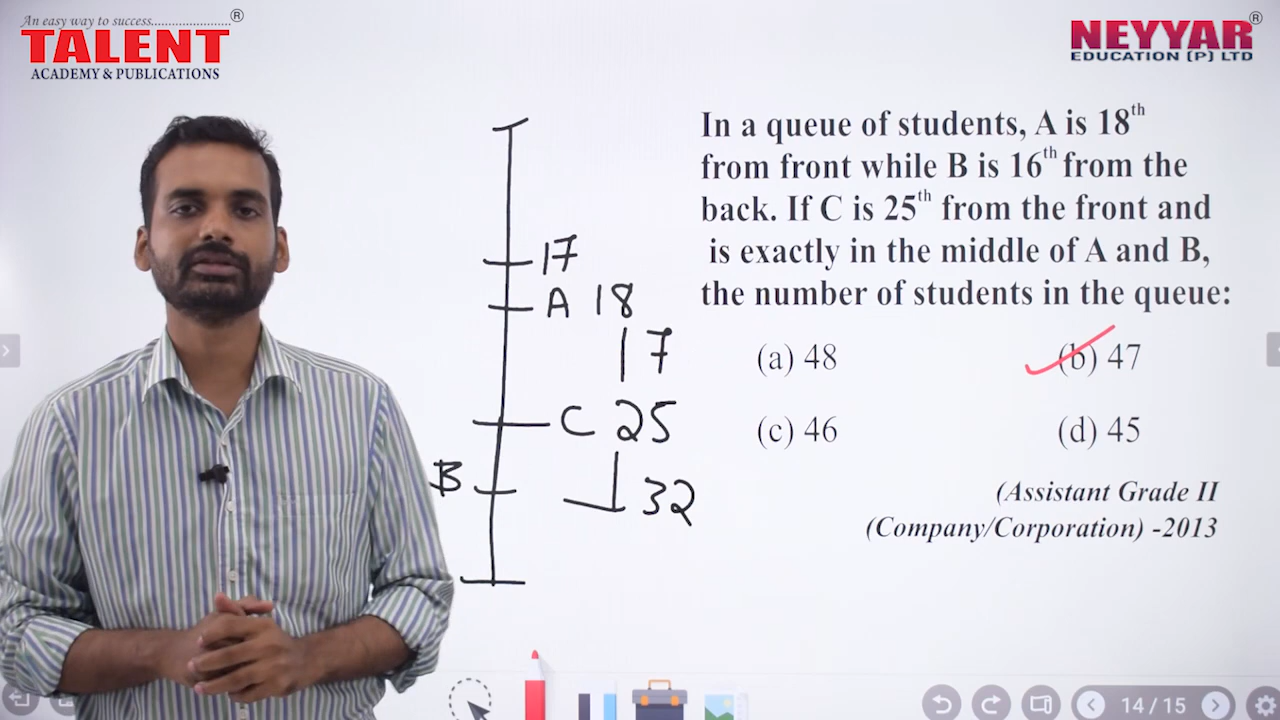 An easy way to success.......................®
TALENT
ACADEMY & PUBLICATIONS
NEYYAR®
EDUCATION (P) LTD
In a queue of students, A is 18th
from front while B is 16th from the
back. If C is 25th from the front and
is exactly in the middle of A and B,
the number of students in the queue:
(a) 48
(b) 47
(c) 46
(d) 45
(Assistant Grade II
(Company/Corporation) -2013
17
A 18
17
C 25
B
32
14 / 15